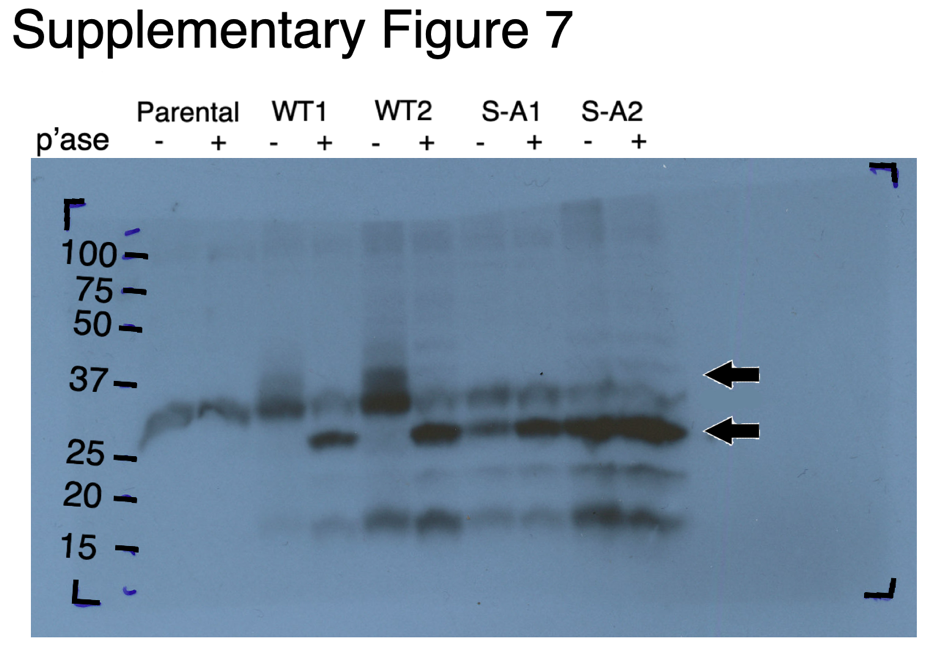 Supplementary Figure 7
Parental WT1 WT2 S-A1 S-A2
p'ase - + - + - + - + - +
100
75
50
37
25
20
15